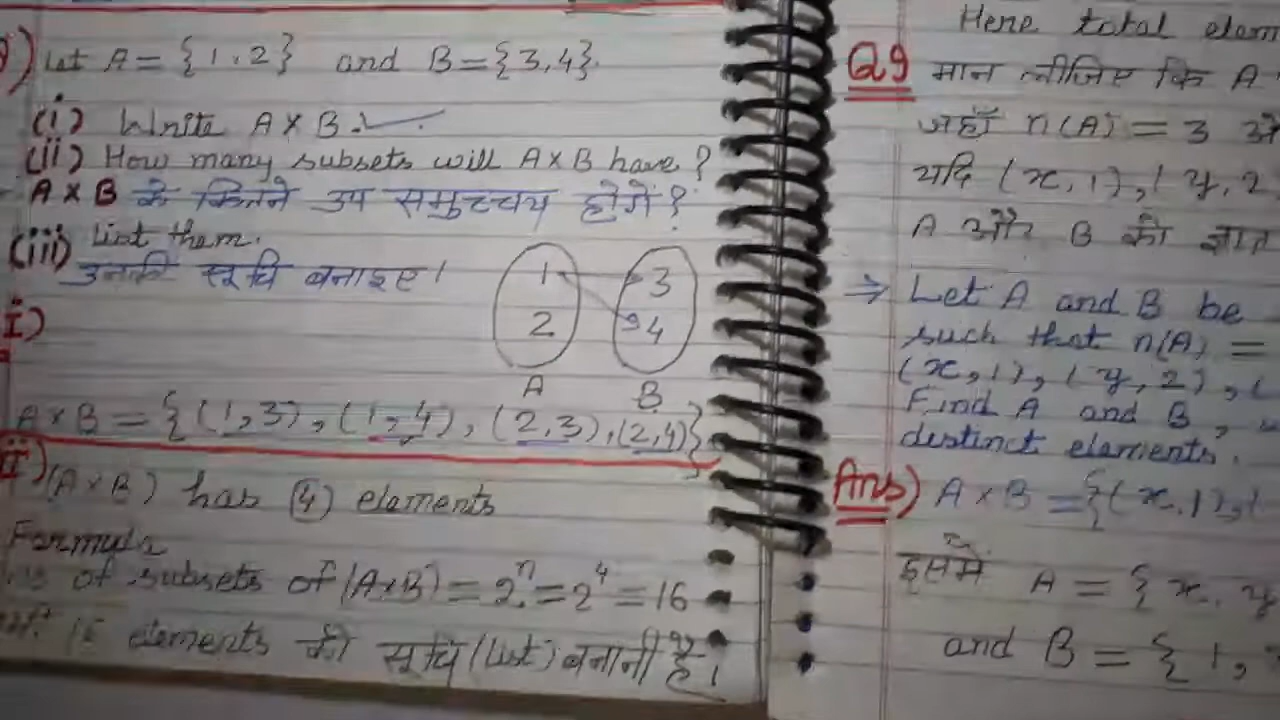 Let A = {1, 2} and B = {3, 4}.
(i) Write A × B.
(ii) How many subsets will A × B have?
A × B के कितने उप समुच्चय होगें?
(iii) List them.
उनकी सूचि बनाइए।
1 3
2 4
A B
I)
A × B = {(1, 3), (1, 4), (2, 3), (2, 4)}
II) (A × B) has 4 elements
Formula
of subsets of (A×B) = 2ⁿ = 2⁴ = 16
elements की सूचि (list) बनानी है।
Here total elem
Q9 मान लीजिए कि A
जहाँ n(A) = 3
यदि (x, 1), (y, 2
A और B को ज्ञात
⇒ Let A and B be
such that n(A) =
(x, 1), (y, 2), (
Find A and B,
distinct elements.
Ans) A × B = {(x, 1), (
इसमें A = {x, y
and B = {1,